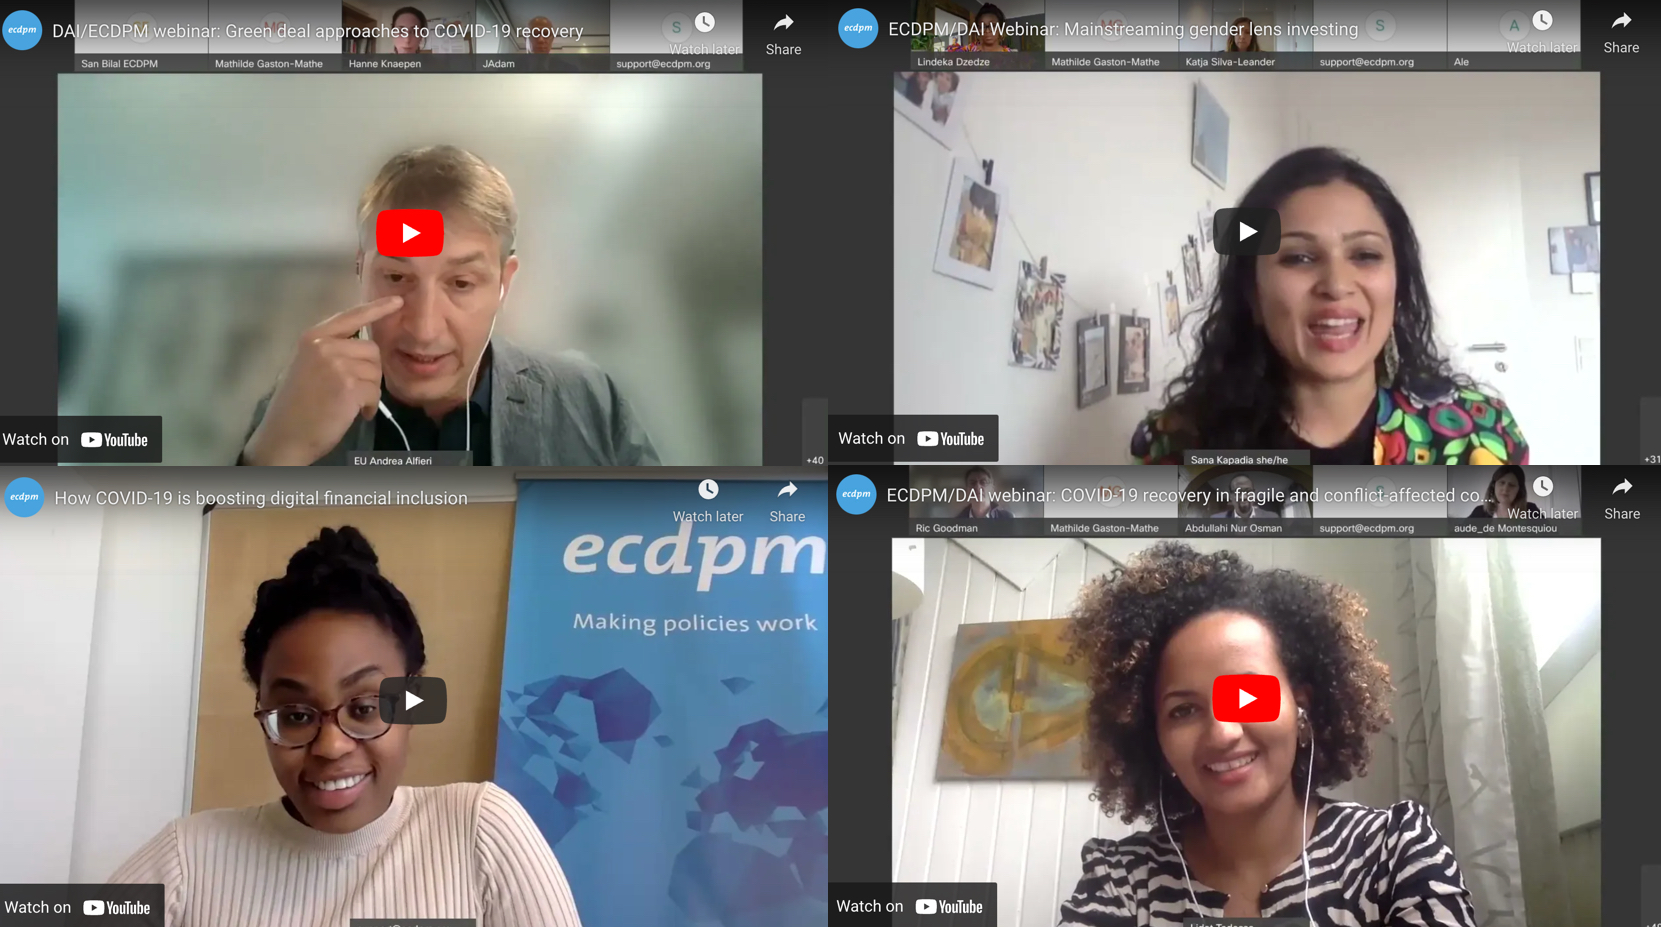 ecdpm
DAI/ECDPM webinar: Green deal approaches to COVID-19 recovery
S
Watch later
Share
San Bilal ECDPM
Mathilde Gaston-Mathe
Hanne Knaepen
JAdam
support@ecdpm.org
Watch on YouTube
EU Andrea Alfieri
+40
ecdpm
ECDPM/DAI Webinar: Mainstreaming gender lens investing
MG
S
A
Watch later
Share
Lindeka Dzedze
Mathilde Gaston-Mathe
Katja Silva-Leander
support@ecdpm.org
Ale
Watch on YouTube
Sana Kapadia she/he
+31
ecdpm
How COVID-19 is boosting digital financial inclusion
Watch later
Share
ecdpm
Making policies work
Watch on YouTube
ecdpm
ECDPM/DAI webinar: COVID-19 recovery in fragile and conflict-affected co...
Watch later
Share
Ric Goodman
Mathilde Gaston-Mathe
Abdullahi Nur Osman
support@ecdpm.org
aude_de Montesquiou
Watch on YouTube